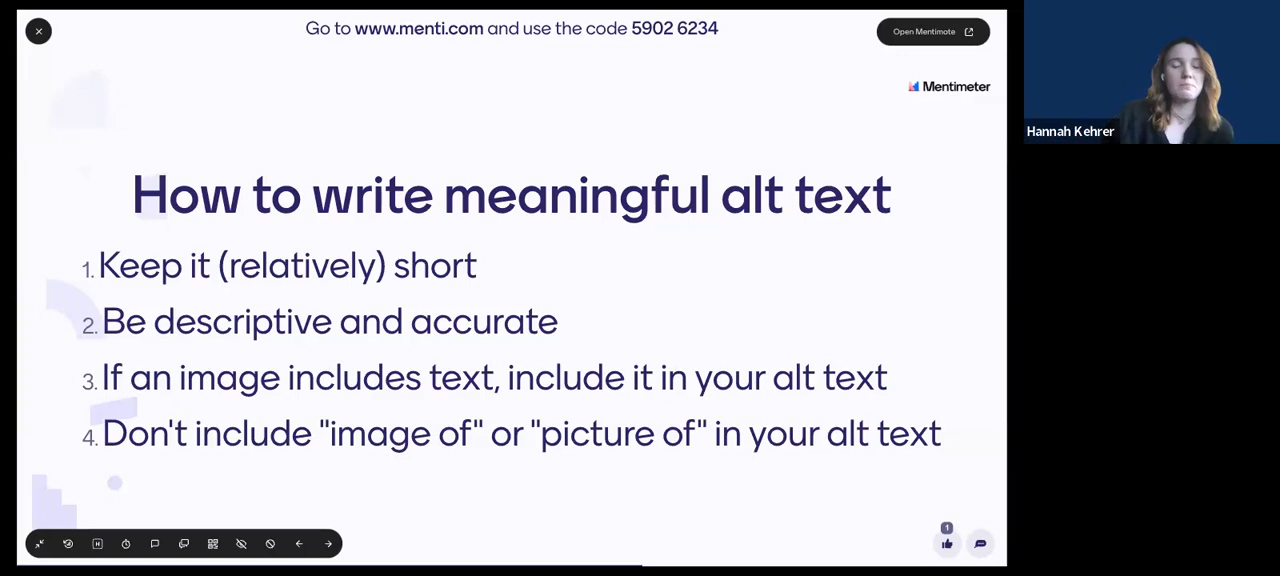 Go to www.menti.com and use the code 5902 6234
Open Mentimote
Mentimeter
Hannah Kehrer
How to write meaningful alt text
1. Keep it (relatively) short
2. Be descriptive and accurate
3. If an image includes text, include it in your alt text
4. Don't include "image of" or "picture of" in your alt text
H
1